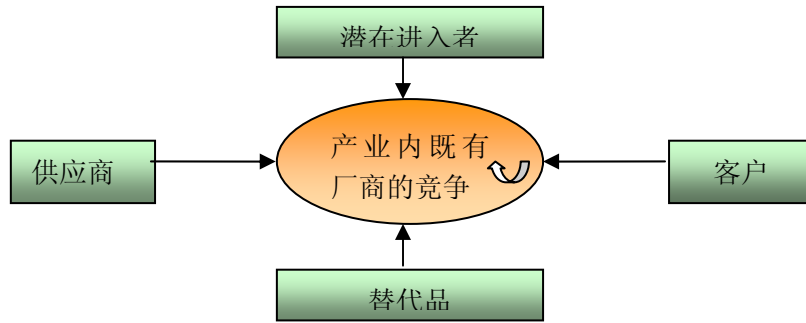 潜在进入者
产业内既有
厂商的竞争
供应商
客户
替代品